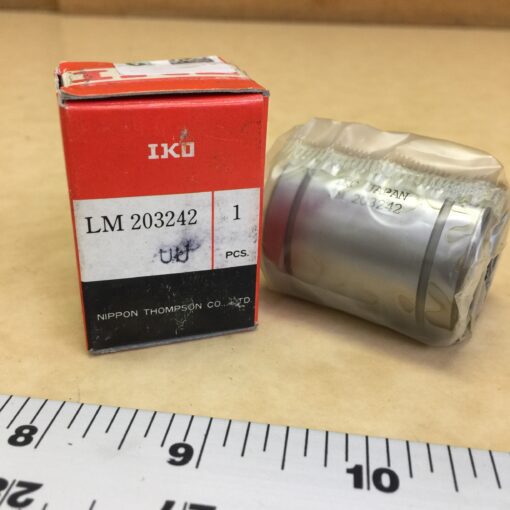 IKO
LM 203242
UU
1
PCS.
NIPPON THOMPSON CO., LTD
JAPAN
203242
8
9
10